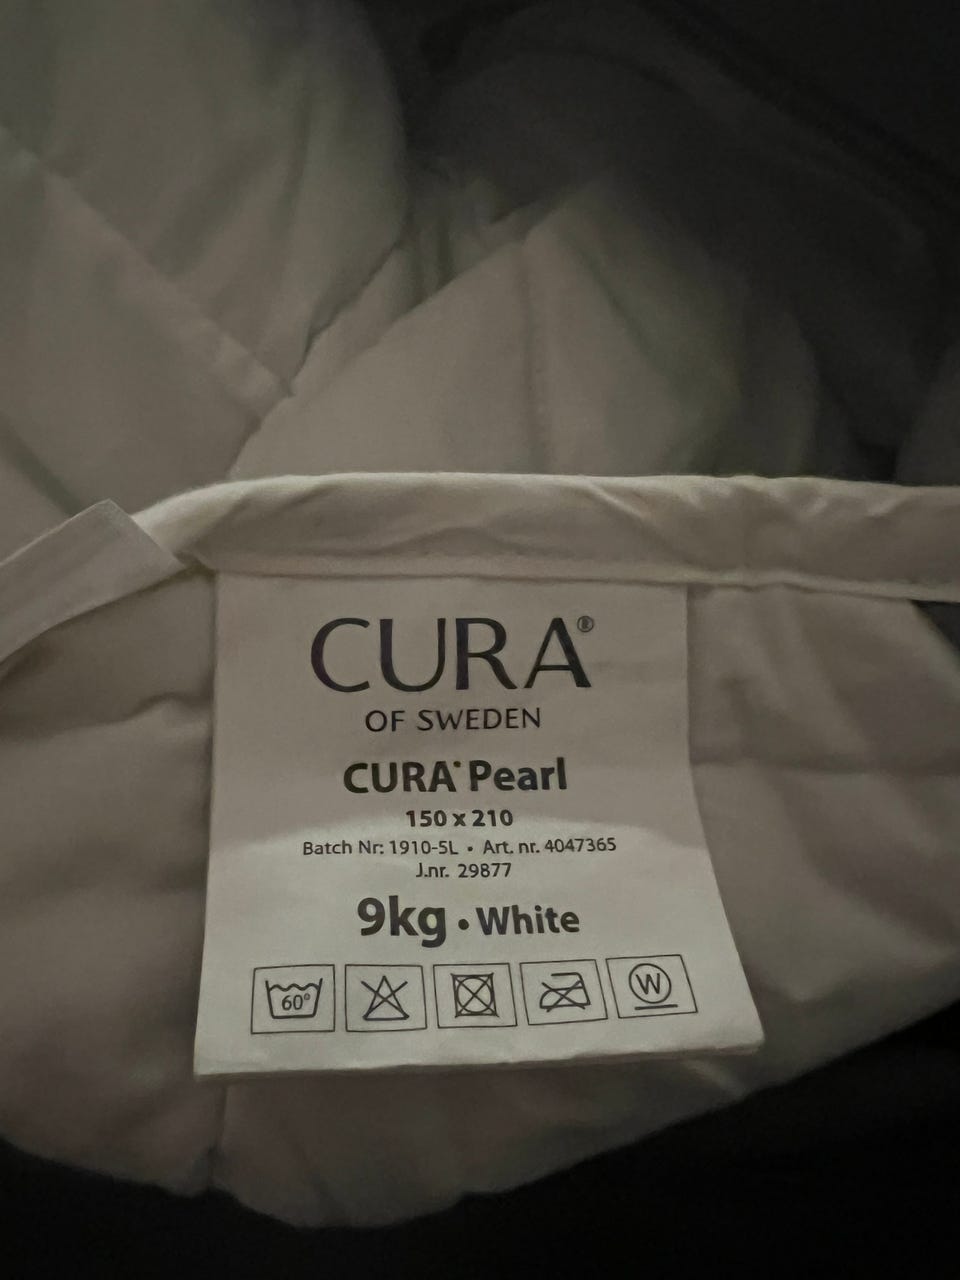 CURA®
OF SWEDEN
CURA® Pearl
150 x 210
Batch Nr: 1910-5L • Art. nr. 4047365
J.nr. 29877
9kg • White
60° W